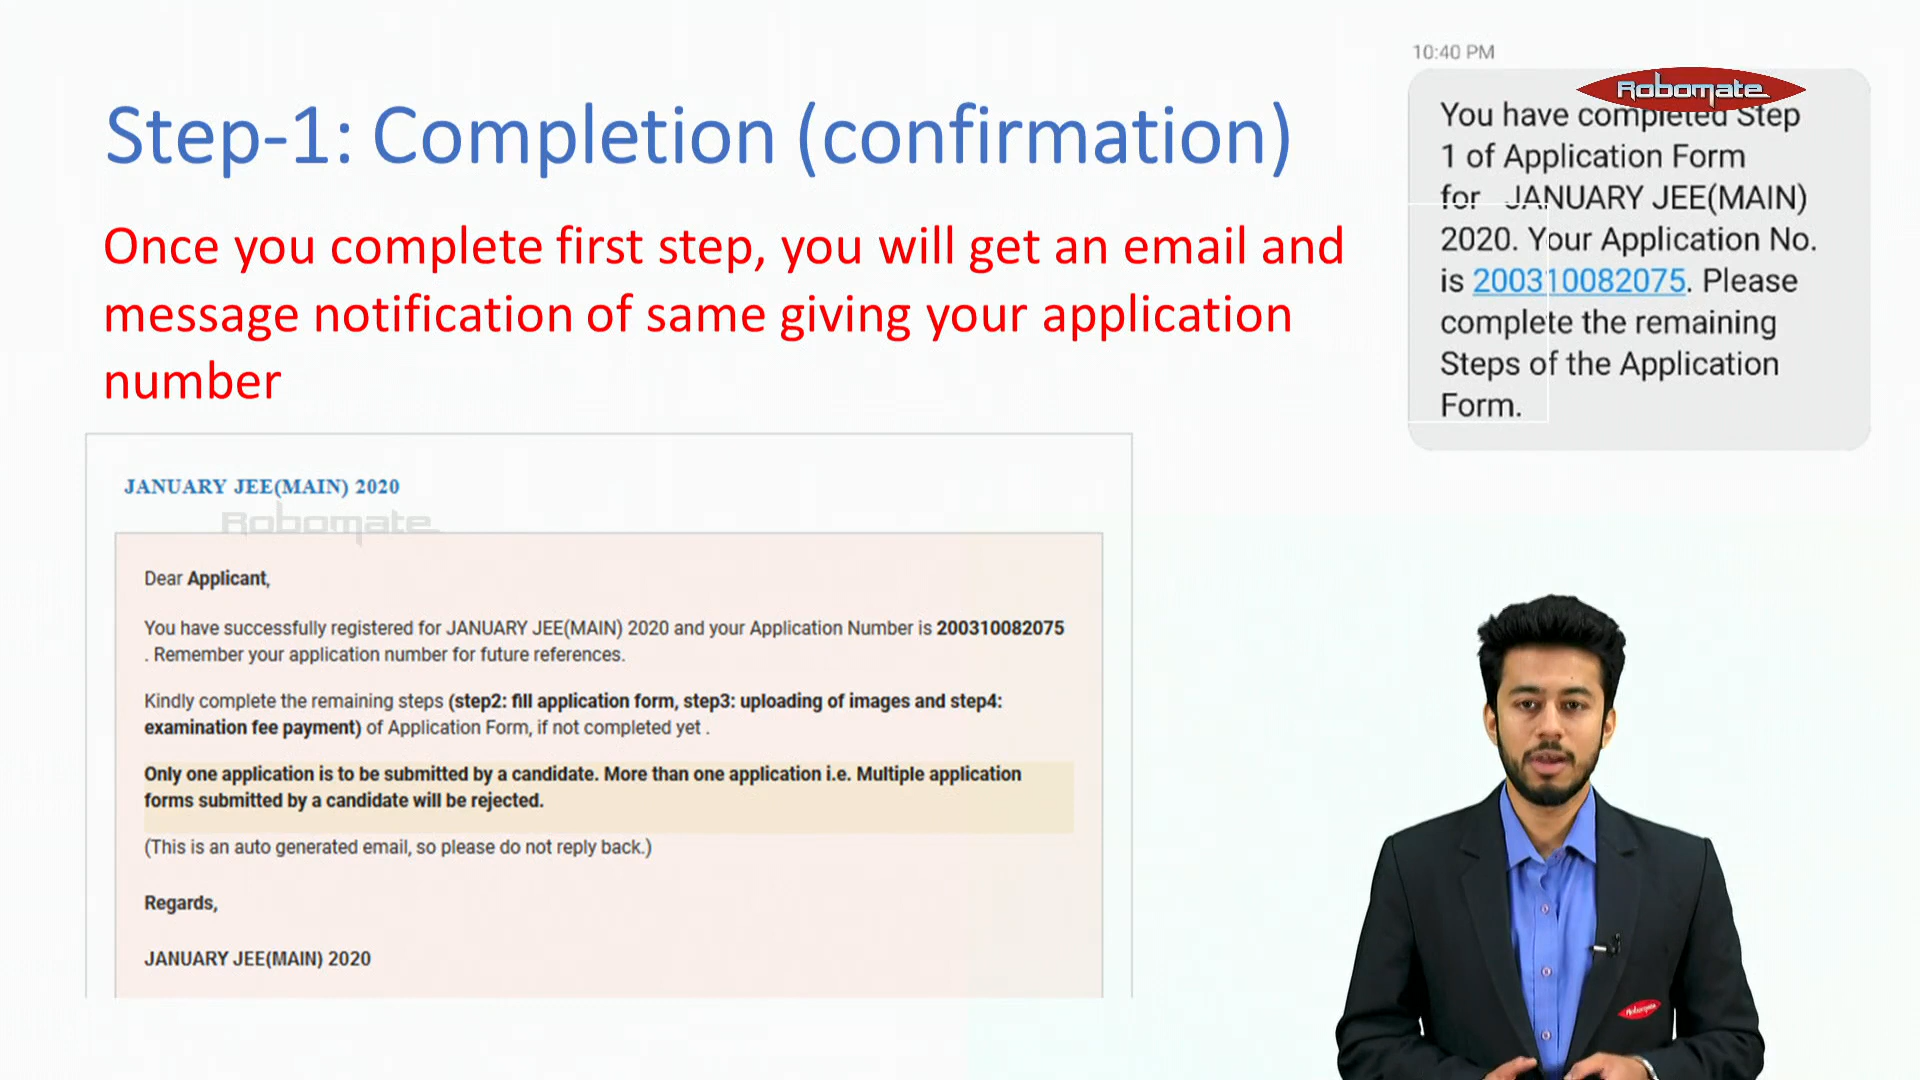 Step-1: Completion (confirmation)
Once you complete first step, you will get an email and
message notification of same giving your application
number
10:40 PM
Robomate
You have completed Step
1 of Application Form
for JANUARY JEE(MAIN)
2020. Your Application No.
is 200310082075. Please
complete the remaining
Steps of the Application
Form.
JANUARY JEE(MAIN) 2020
Robomate
Dear Applicant,
You have successfully registered for JANUARY JEE(MAIN) 2020 and your Application Number is 200310082075
. Remember your application number for future references.
Kindly complete the remaining steps (step2: fill application form, step3: uploading of images and step4:
examination fee payment) of Application Form, if not completed yet .
Only one application is to be submitted by a candidate. More than one application i.e. Multiple application
forms submitted by a candidate will be rejected.
(This is an auto generated email, so please do not reply back.)
Regards,
JANUARY JEE(MAIN) 2020
Robomate